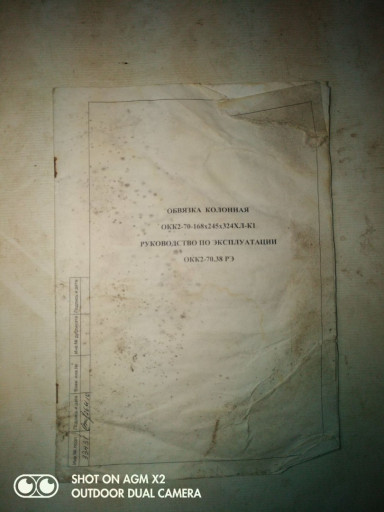 ОБВЯЗКА КОЛОННАЯ
ОКК2-70-168х245х324ХЛ-К1
РУКОВОДСТВО ПО ЭКСПЛУАТАЦИИ
ОКК2-70.38 РЭ
SHOT ON AGM X2
OUTDOOR DUAL CAMERA